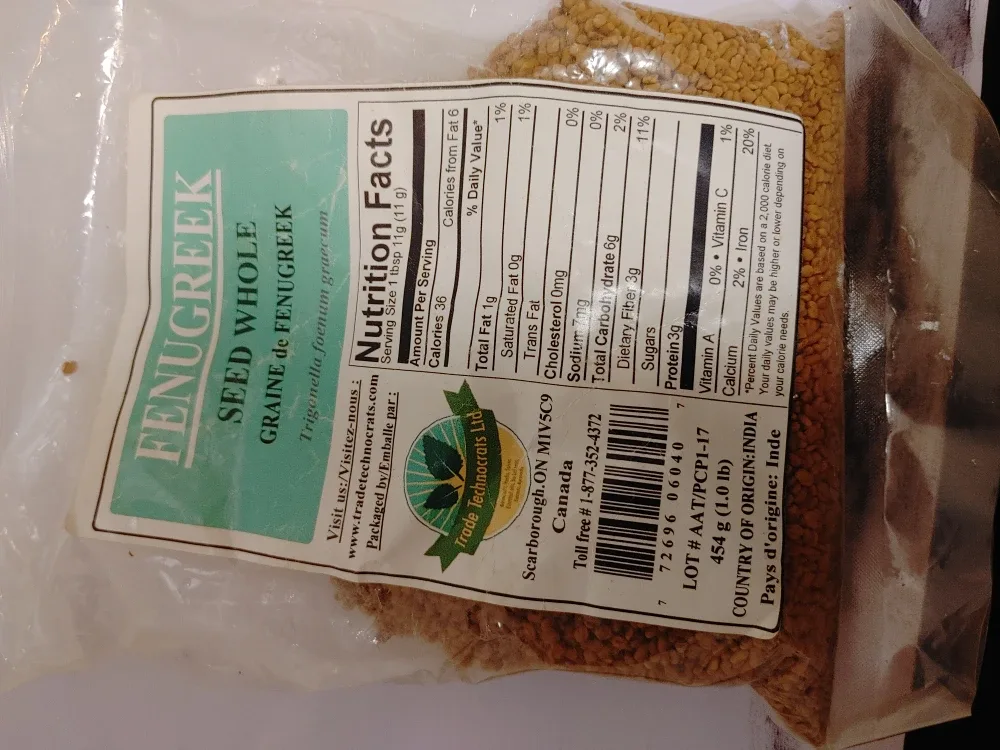 FENUGREEK
SEED WHOLE
GRAINE de FENUGREEK
Trigonella foenum graecum
Visit us:/Visitez-nous :
www.tradetechnocrats.com
Packaged by/Emballe par:
Trade Technocrats Ltd
Scarborough.ON MIV5C9
Canada
Toll free # 1-877-352-4372
7 72696 06040 7
LOT # AAT/PCP1-17
454 g (1.0 lb)
COUNTRY OF ORIGIN:INDIA
Pays d'origine: Inde
Nutrition Facts
Serving Size 1 tbsp 11g (11 g)
Amount Per Serving
Calories 36 Calories from Fat 6
% Daily Value*
Total Fat 1g 1%
Saturated Fat 0g 1%
Trans Fat
Cholesterol 0mg 0%
Sodium 7mg 0%
Total Carbohydrate 6g 2%
Dietary Fiber 3g 11%
Sugars
Protein 3g
Vitamin A 0% • Vitamin C 1%
Calcium 2% • Iron 20%
*Percent Daily Values are based on a 2,000 calorie diet.
Your daily values may be higher or lower depending on
your calorie needs.